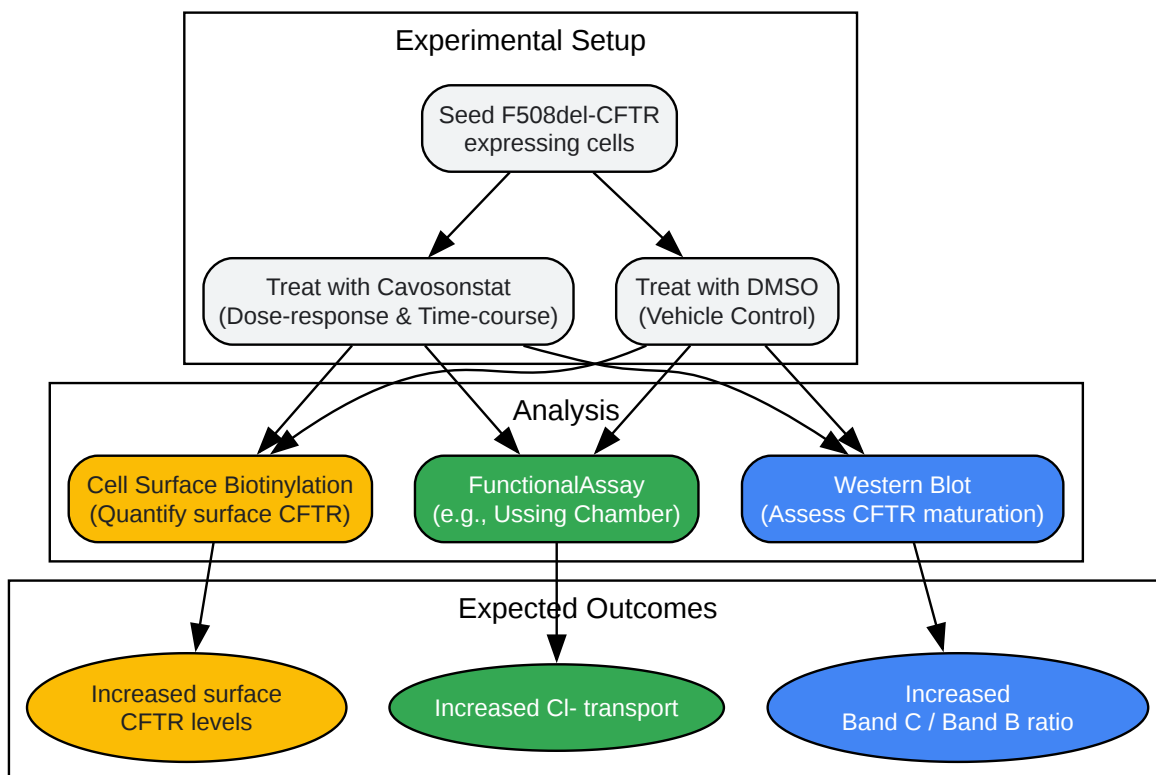 Experimental Setup
Seed F508del-CFTR
expressing cells
Treat with Cavosonstat
(Dose-response & Time-course)
Treat with DMSO
(Vehicle Control)
Analysis
Cell Surface Biotinylation
(Quantify surface CFTR)
FunctionalAssay
(e.g., Ussing Chamber)
Western Blot
(Assess CFTR maturation)
Expected Outcomes
Increased surface
CFTR levels
Increased Cl- transport
Increased
Band C / Band B ratio